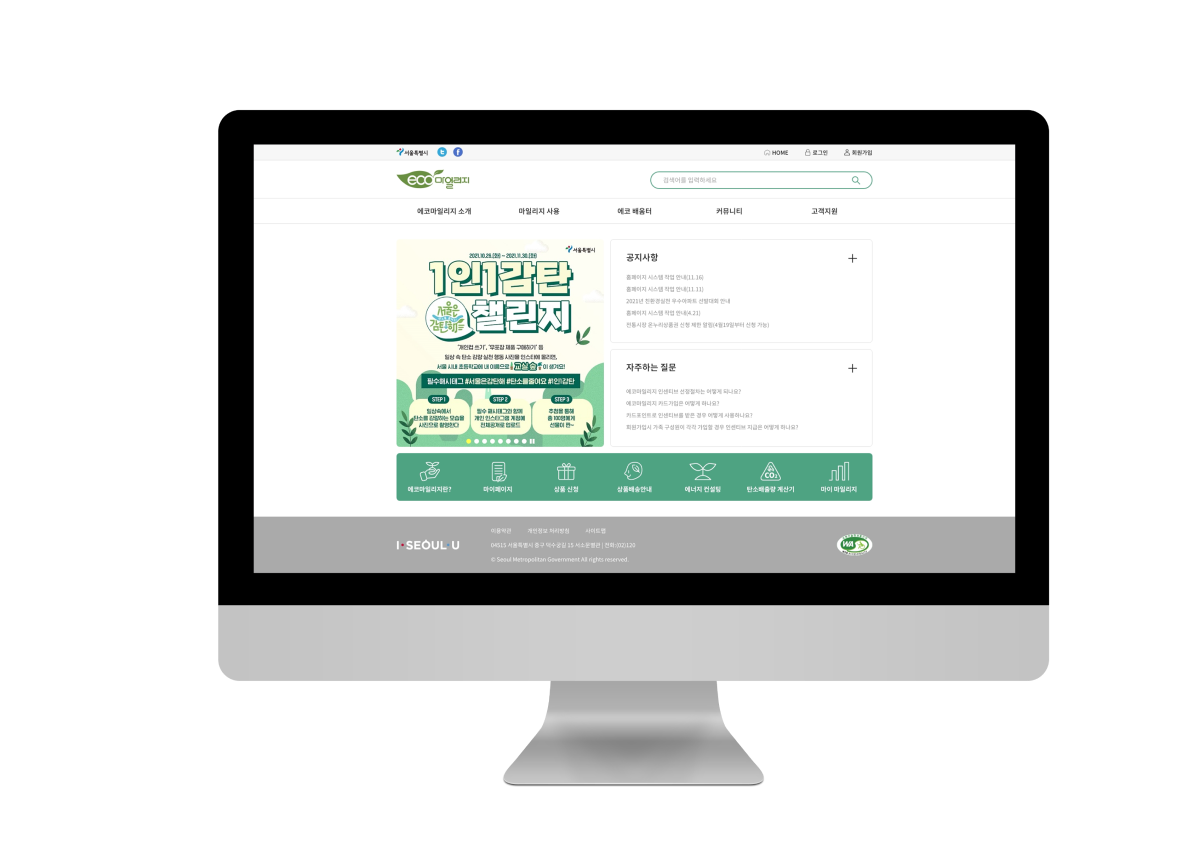 서울특별시
HOME
로그인
회원가입
eco 마일리지
검색어를 입력하세요
에코마일리지 소개
마일리지 사용
에코 배움터
커뮤니티
고객지원
서울특별시
2021.10.26.(화) ~ 2021.11.30.(화)
1인1감탄
서울은
감탄해
챌린지
'개인컵 쓰기', '무포장 제품 구매하기' 등
일상 속 탄소 감량 실천 행동 사진을 인스타에 올리면,
서울 시내 초등학교에 내 이름으로 교실 숲이 생겨요!
필수해시태그 #서울은감탄해 #탄소를줄여요 #1인1감탄
STEP 1
일상속에서
탄소를 감량하는 모습을
사진으로 촬영한다
STEP 2
필수 해시태그와 함께
개인 인스타그램 계정에
전체공개로 업로드
STEP 3
추첨을 통해
총 100명에게
선물이 팡~
공지사항
홈페이지 시스템 작업 안내(11.16)
홈페이지 시스템 작업 안내(11.11)
2021년 친환경실천 우수아파트 선발대회 안내
홈페이지 시스템 작업 안내(4.21)
전통시장 온누리상품권 신청 제한 알림(4월19일부터 신청 가능)
자주하는 질문
에코마일리지 인센티브 산정절차는 어떻게 되나요?
에코마일리지 카드가입은 어떻게 하나요?
카드포인트로 인센티브를 받은 경우 어떻게 사용하나요?
회원가입시 가족 구성원이 각각 가입할 경우 인센티브 지급은 어떻게 하나요?
에코마일리지란?
마이페이지
상품 신청
상품배송안내
에너지 컨설팅
CO₂
탄소배출량 계산기
마이 마일리지
이용약관
개인정보 처리방침
사이트맵
I·SEOUL·U
04515 서울특별시 중구 덕수궁길 15 서소문별관 | 전화:(02)120
© Seoul Metropolitan Government All rights reserved.
WA